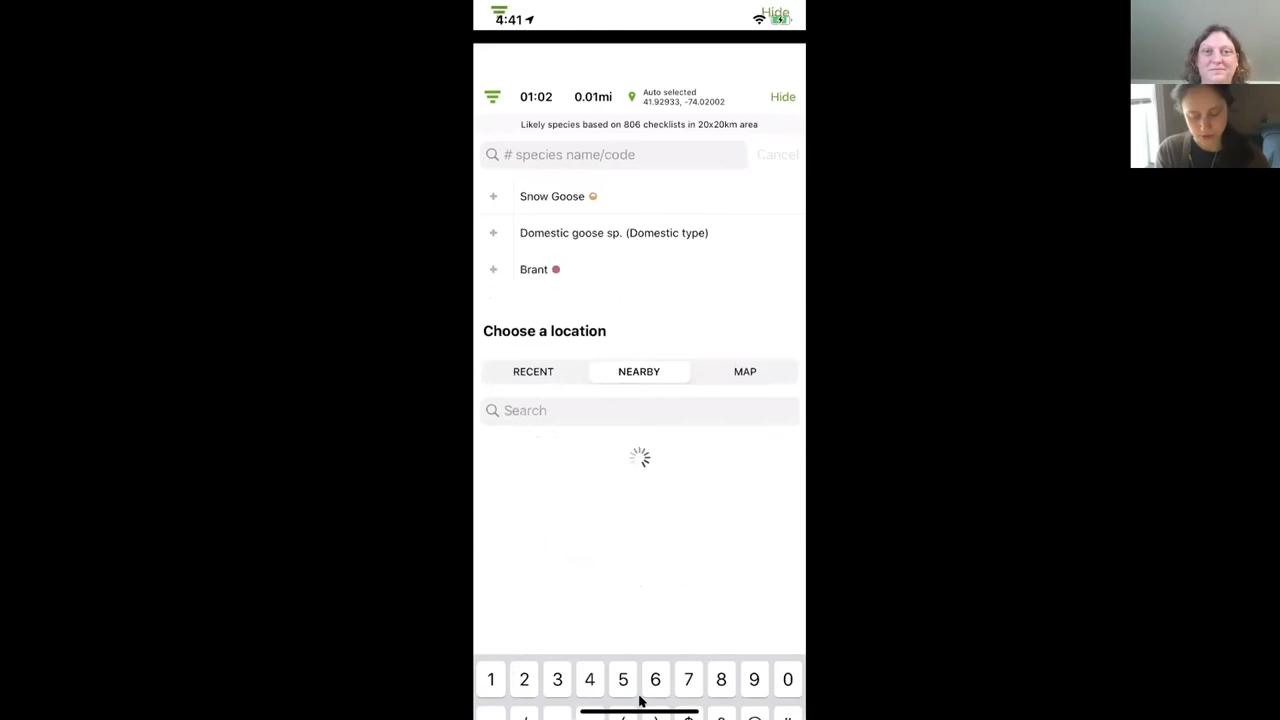 4:41
Hide
01:02
0.01mi
Auto selected
41.92933, -74.02002
Hide
Likely species based on 806 checklists in 20x20km area
# species name/code
Cancel
Snow Goose
Domestic goose sp. (Domestic type)
Brant
Choose a location
RECENT
NEARBY
MAP
Search
1 2 3 4 5 6 7 8 9 0